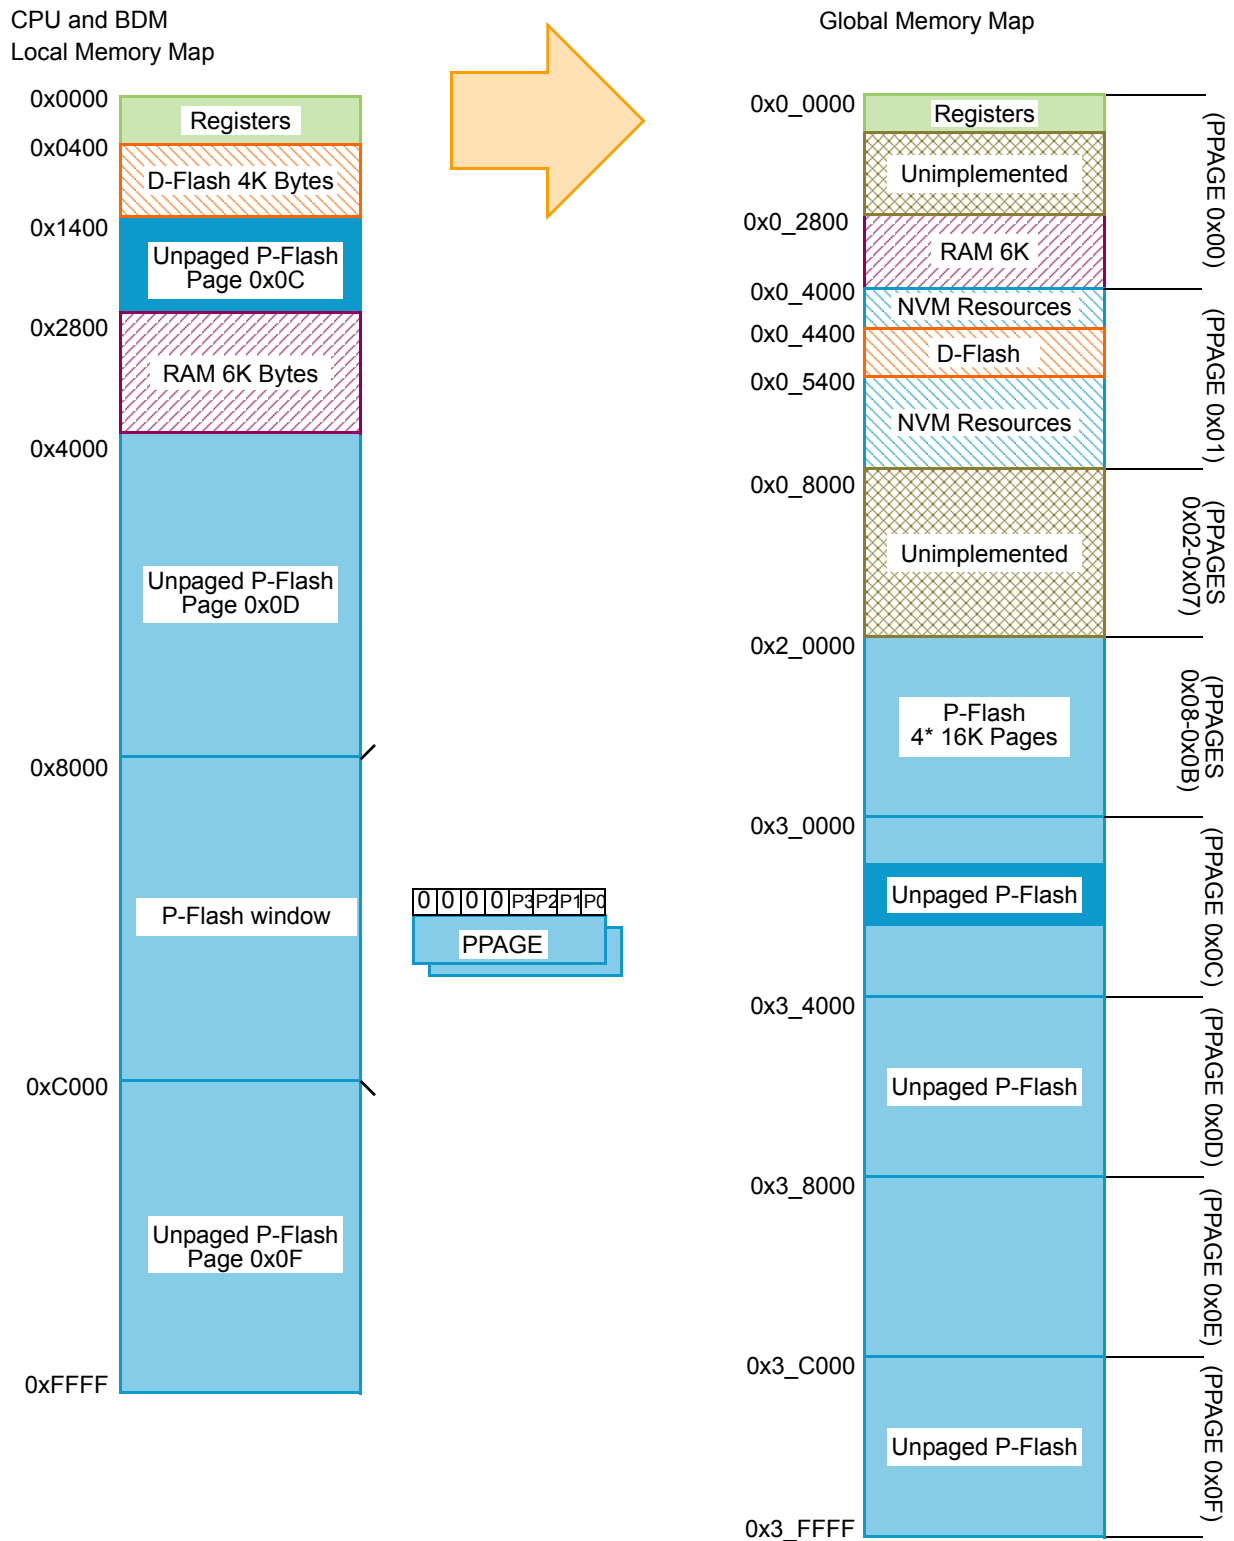 CPU and BDM
Local Memory Map
0x0000
Registers
0x0400
D-Flash 4K Bytes
0x1400
Unpaged P-Flash
Page 0x0C
0x2800
RAM 6K Bytes
0x4000
Unpaged P-Flash
Page 0x0D
0x8000
P-Flash window
0xC000
Unpaged P-Flash
Page 0x0F
0xFFFF
0 0 0 0 P3 P2 P1 P0
PPAGE
Global Memory Map
0x0_0000
Registers
Unimplemented
0x0_2800
RAM 6K
0x0_4000
NVM Resources
0x0_4400
D-Flash
0x0_5400
NVM Resources
0x0_8000
Unimplemented
0x2_0000
P-Flash
4* 16K Pages
0x3_0000
Unpaged P-Flash
0x3_4000
Unpaged P-Flash
0x3_8000
0x3_C000
Unpaged P-Flash
0x3_FFFF
(PPAGE 0x00)
(PPAGE 0x01)
(PPAGES
0x02-0x07)
(PPAGES
0x08-0x0B)
(PPAGE 0x0C)
(PPAGE 0x0D)
(PPAGE 0x0E)
(PPAGE 0x0F)